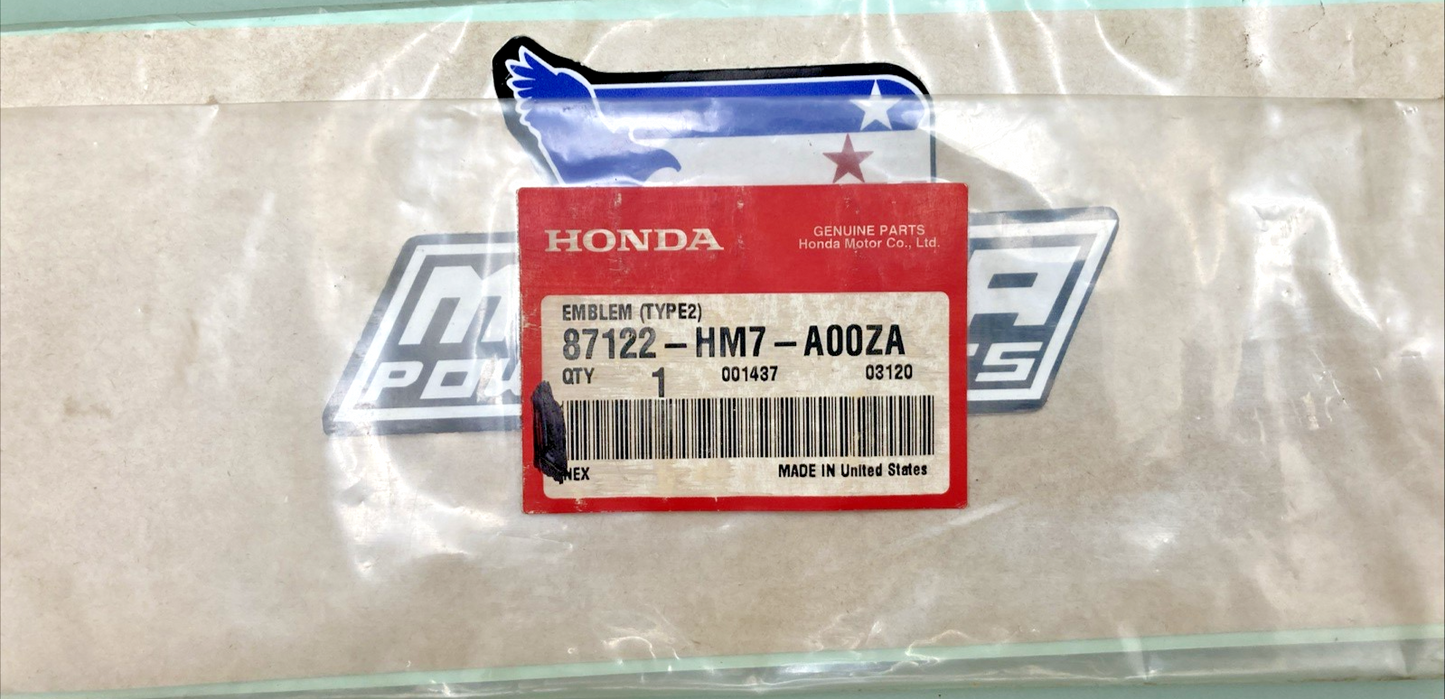 HONDA
GENUINE PARTS
Honda Motor Co., Ltd.
EMBLEM (TYPE2)
87122-HM7-A00ZA
QTY 1 001437 03120
MADE IN United States